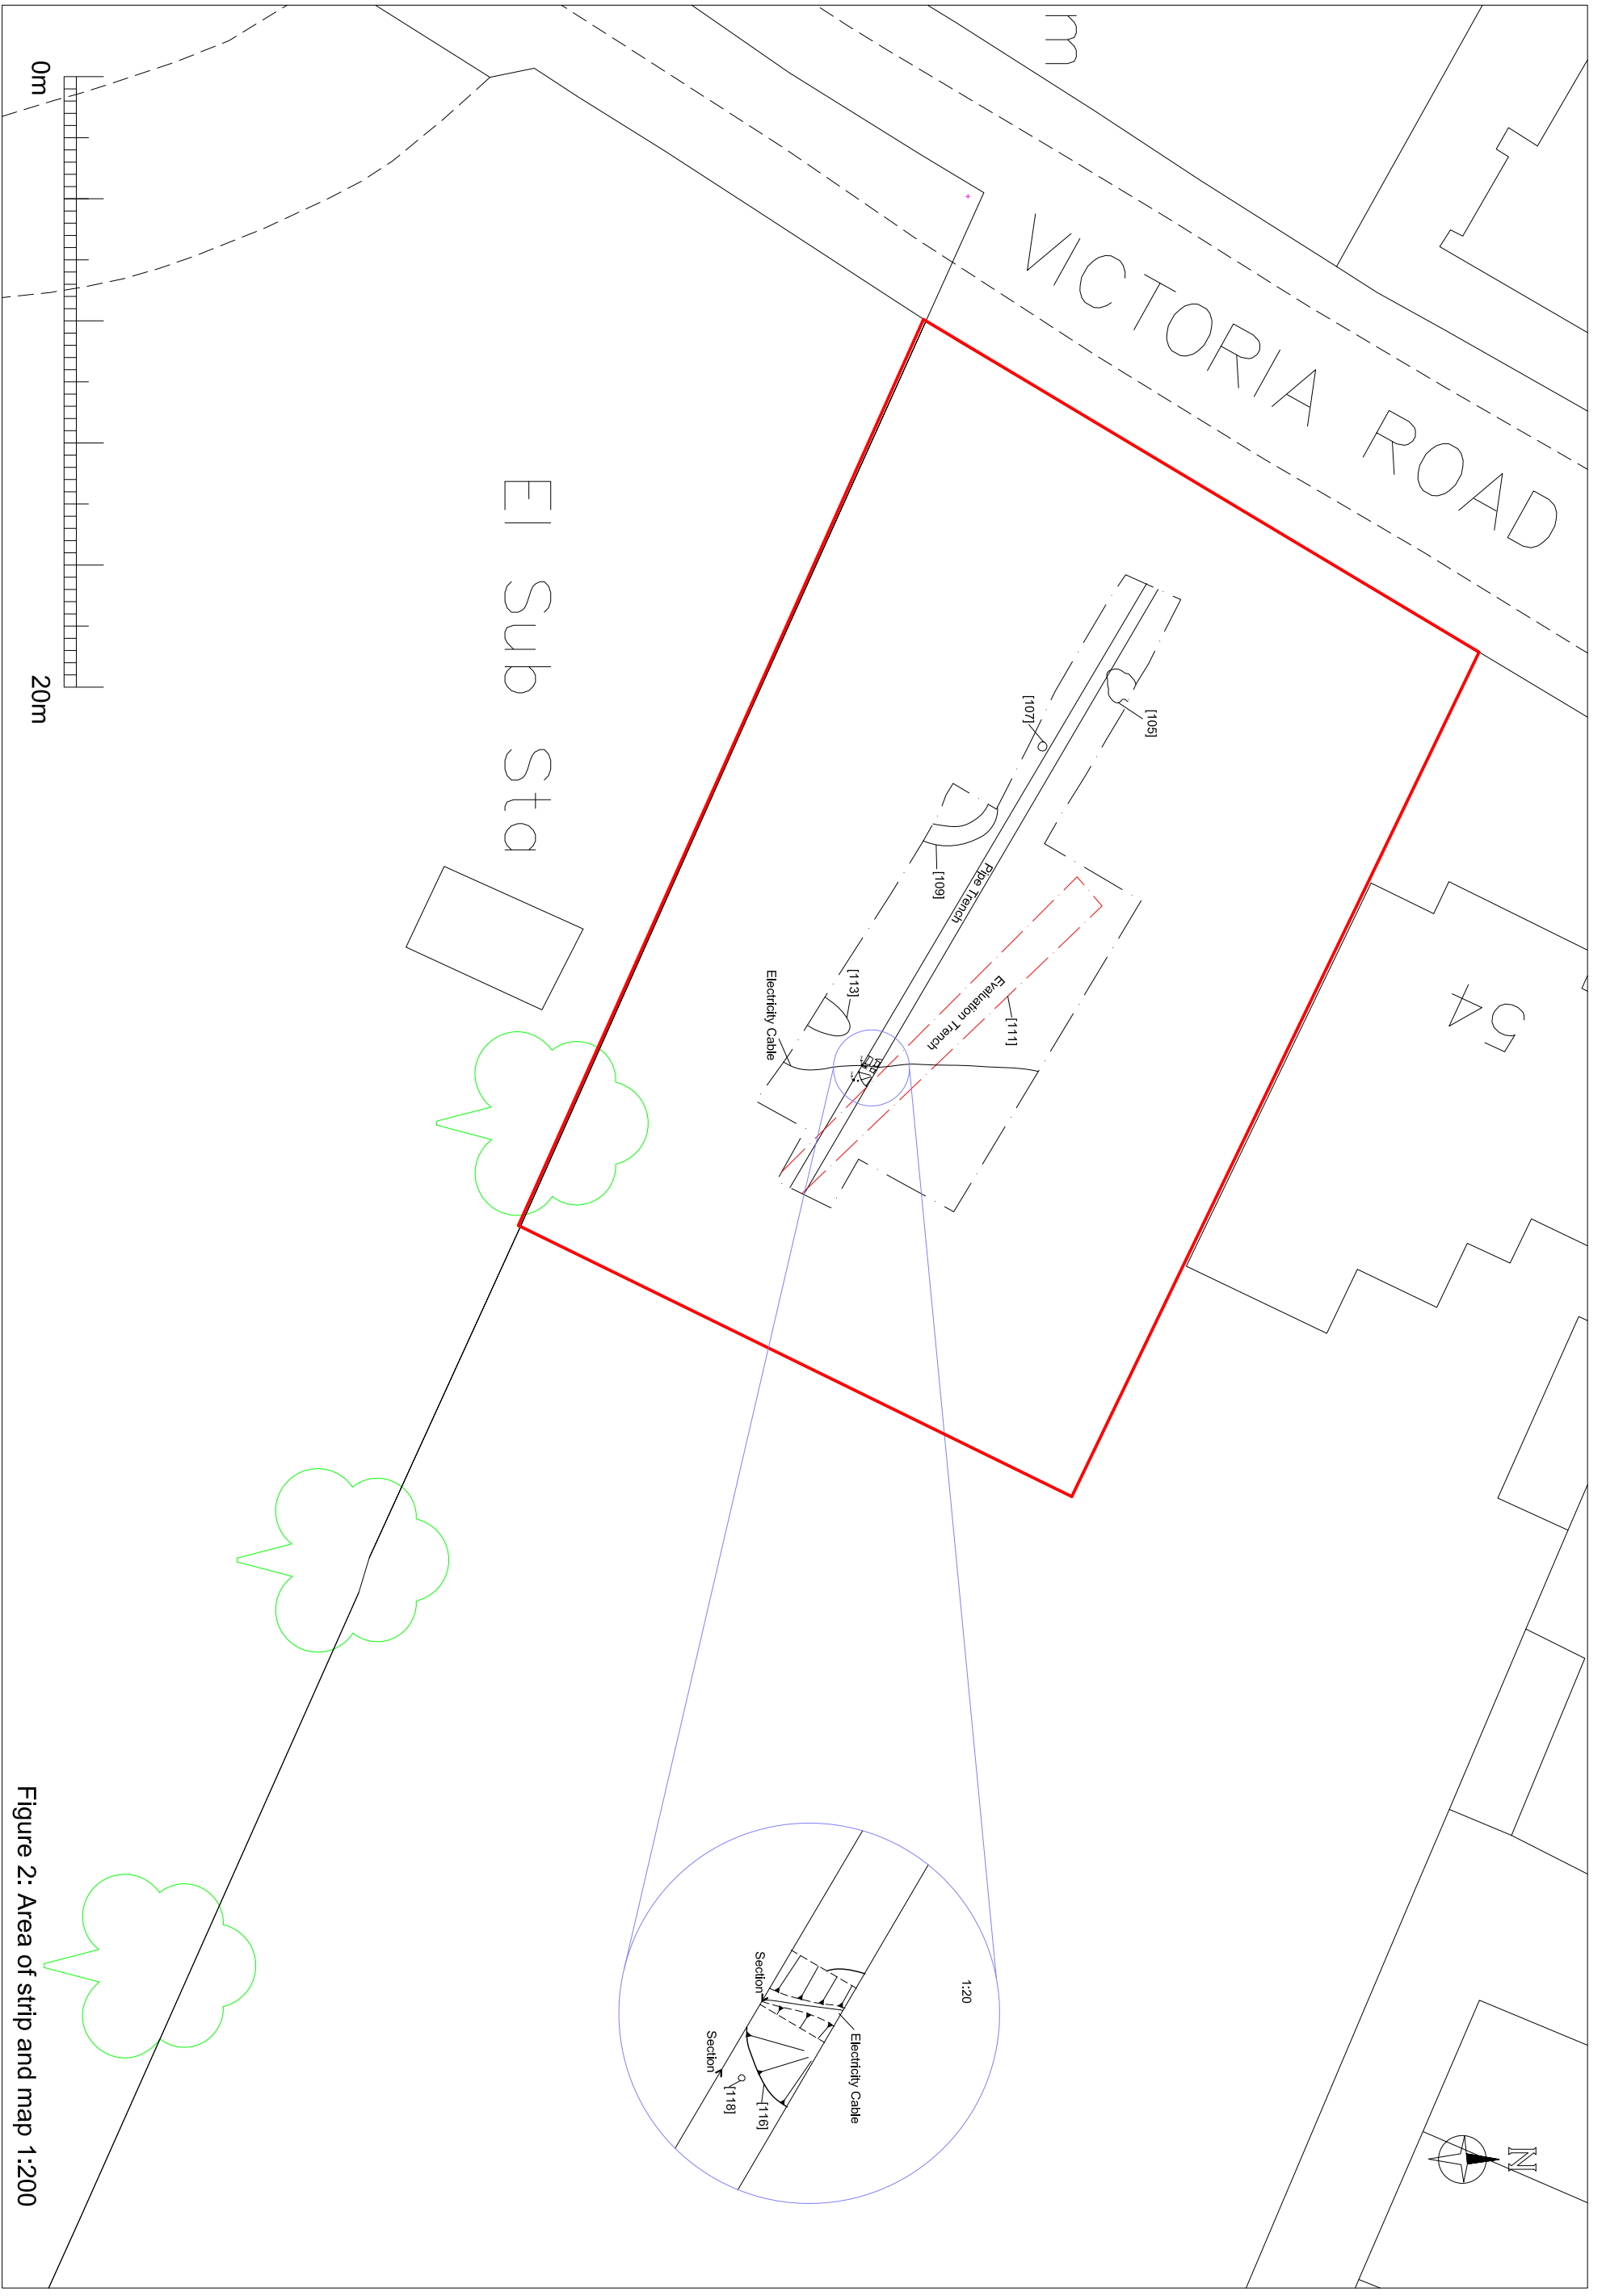 m
VICTORIA ROAD
54
N
[105]
[107]
[109]
Pipe Trench
[111]
Evaluation Trench
[113]
Electricity Cable
1:20
Electricity Cable
Section
Section
[116]
[118]
El Sub Sta
0m
20m
Figure 2: Area of strip and map 1:200